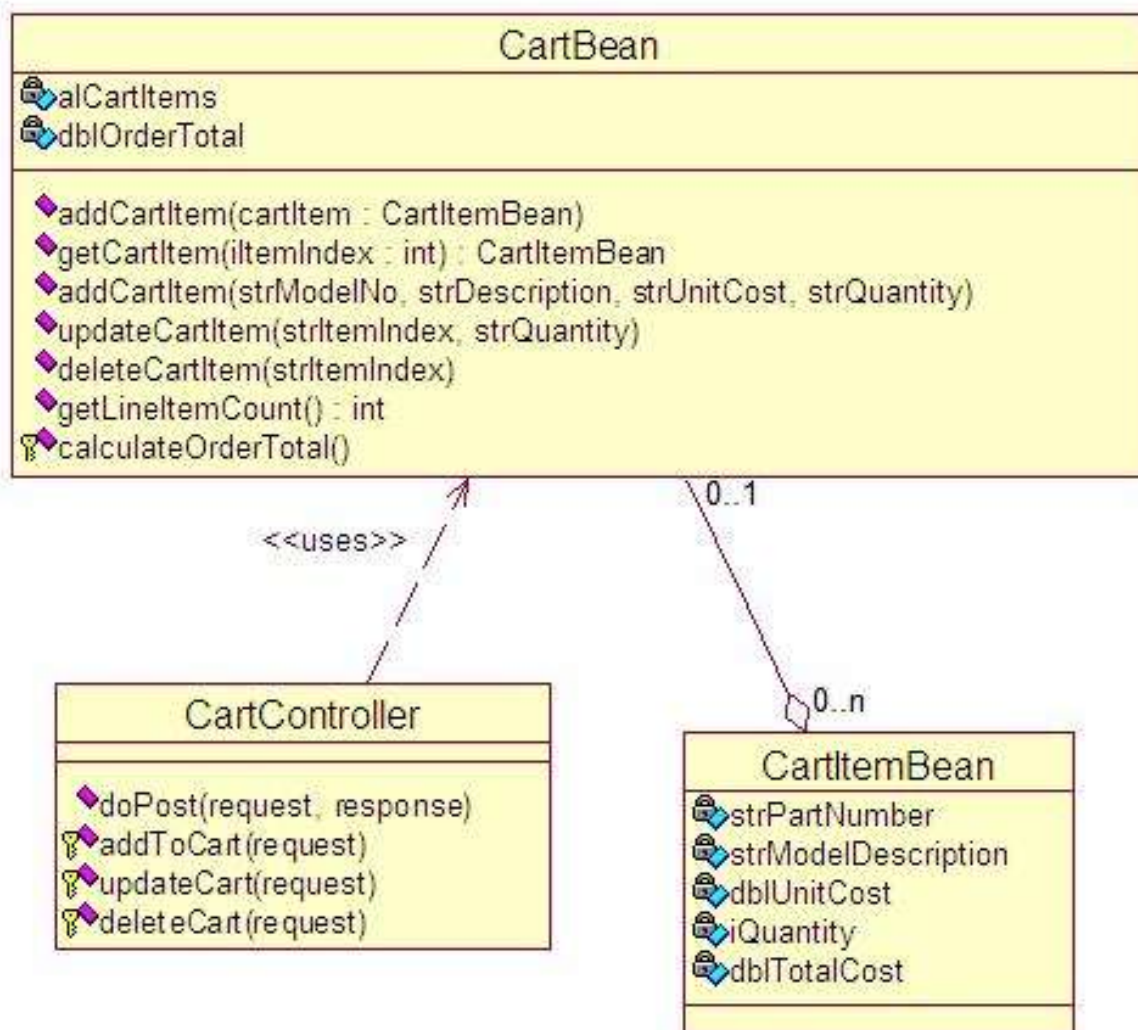 CartBean
alCartItems
dblOrderTotal
addCartItem(cartItem : CartItemBean)
getCartItem(iItemIndex : int) : CartItemBean
addCartItem(strModelNo, strDescription, strUnitCost, strQuantity)
updateCartItem(strItemIndex, strQuantity)
deleteCartItem(strItemIndex)
getLineItemCount() : int
calculateOrderTotal()
0..1
<<uses>>
0..n
CartController
doPost(request, response)
addToCart(request)
updateCart(request)
deleteCart(request)
CartItemBean
strPartNumber
strModelDescription
dblUnitCost
iQuantity
dblTotalCost